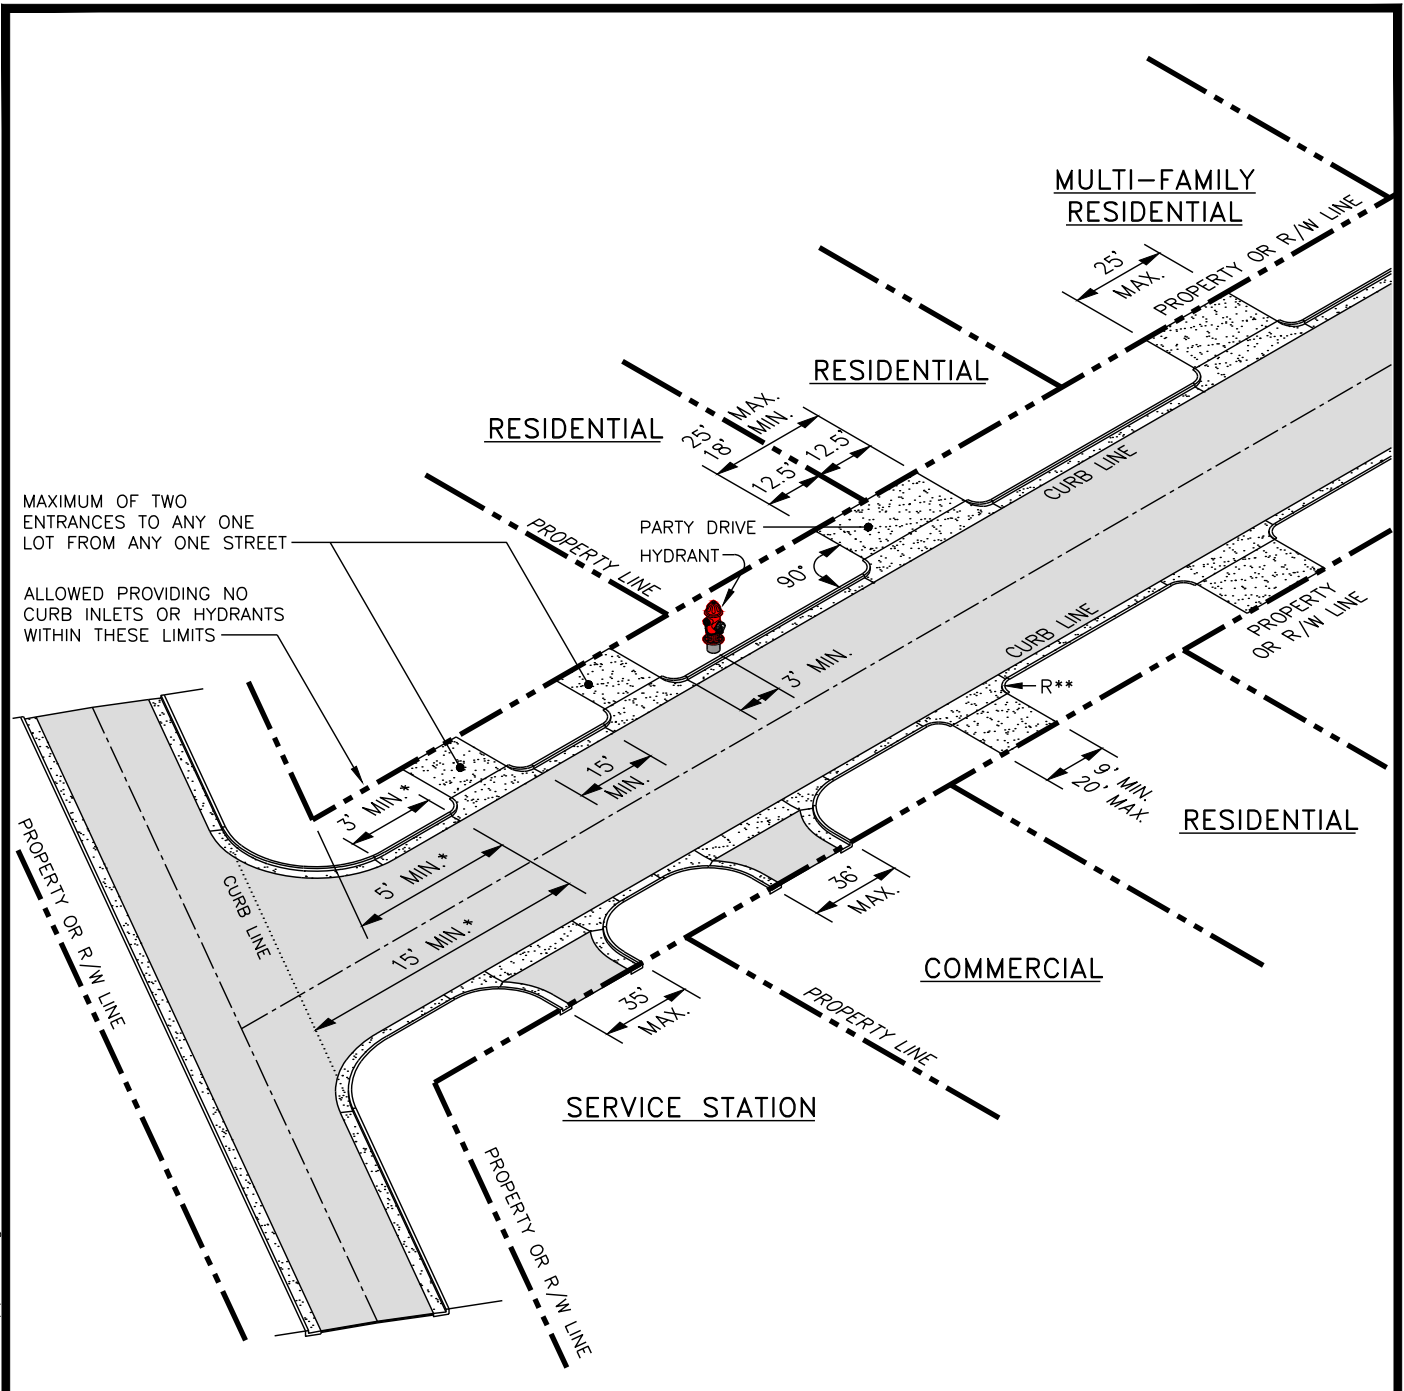 MULTI-FAMILY
RESIDENTIAL
PROPERTY OR R/W LINE
25'
MAX.
RESIDENTIAL
RESIDENTIAL
MAX.
MIN.
25'
18'
12.5'
12.5'
CURB LINE
MAXIMUM OF TWO
ENTRANCES TO ANY ONE
LOT FROM ANY ONE STREET
PROPERTY LINE
PARTY DRIVE
HYDRANT
90°
ALLOWED PROVIDING NO
CURB INLETS OR HYDRANTS
WITHIN THESE LIMITS
CURB LINE
PROPERTY
OR R/W LINE
3' MIN.
R**
15'
MIN.
3' MIN.*
9' MIN.
20' MAX.
RESIDENTIAL
5' MIN.*
36'
MAX.
PROPERTY OR R/W LINE
CURB LINE
15' MIN.*
COMMERCIAL
35'
MAX.
PROPERTY LINE
SERVICE STATION
PROPERTY OR R/W LINE